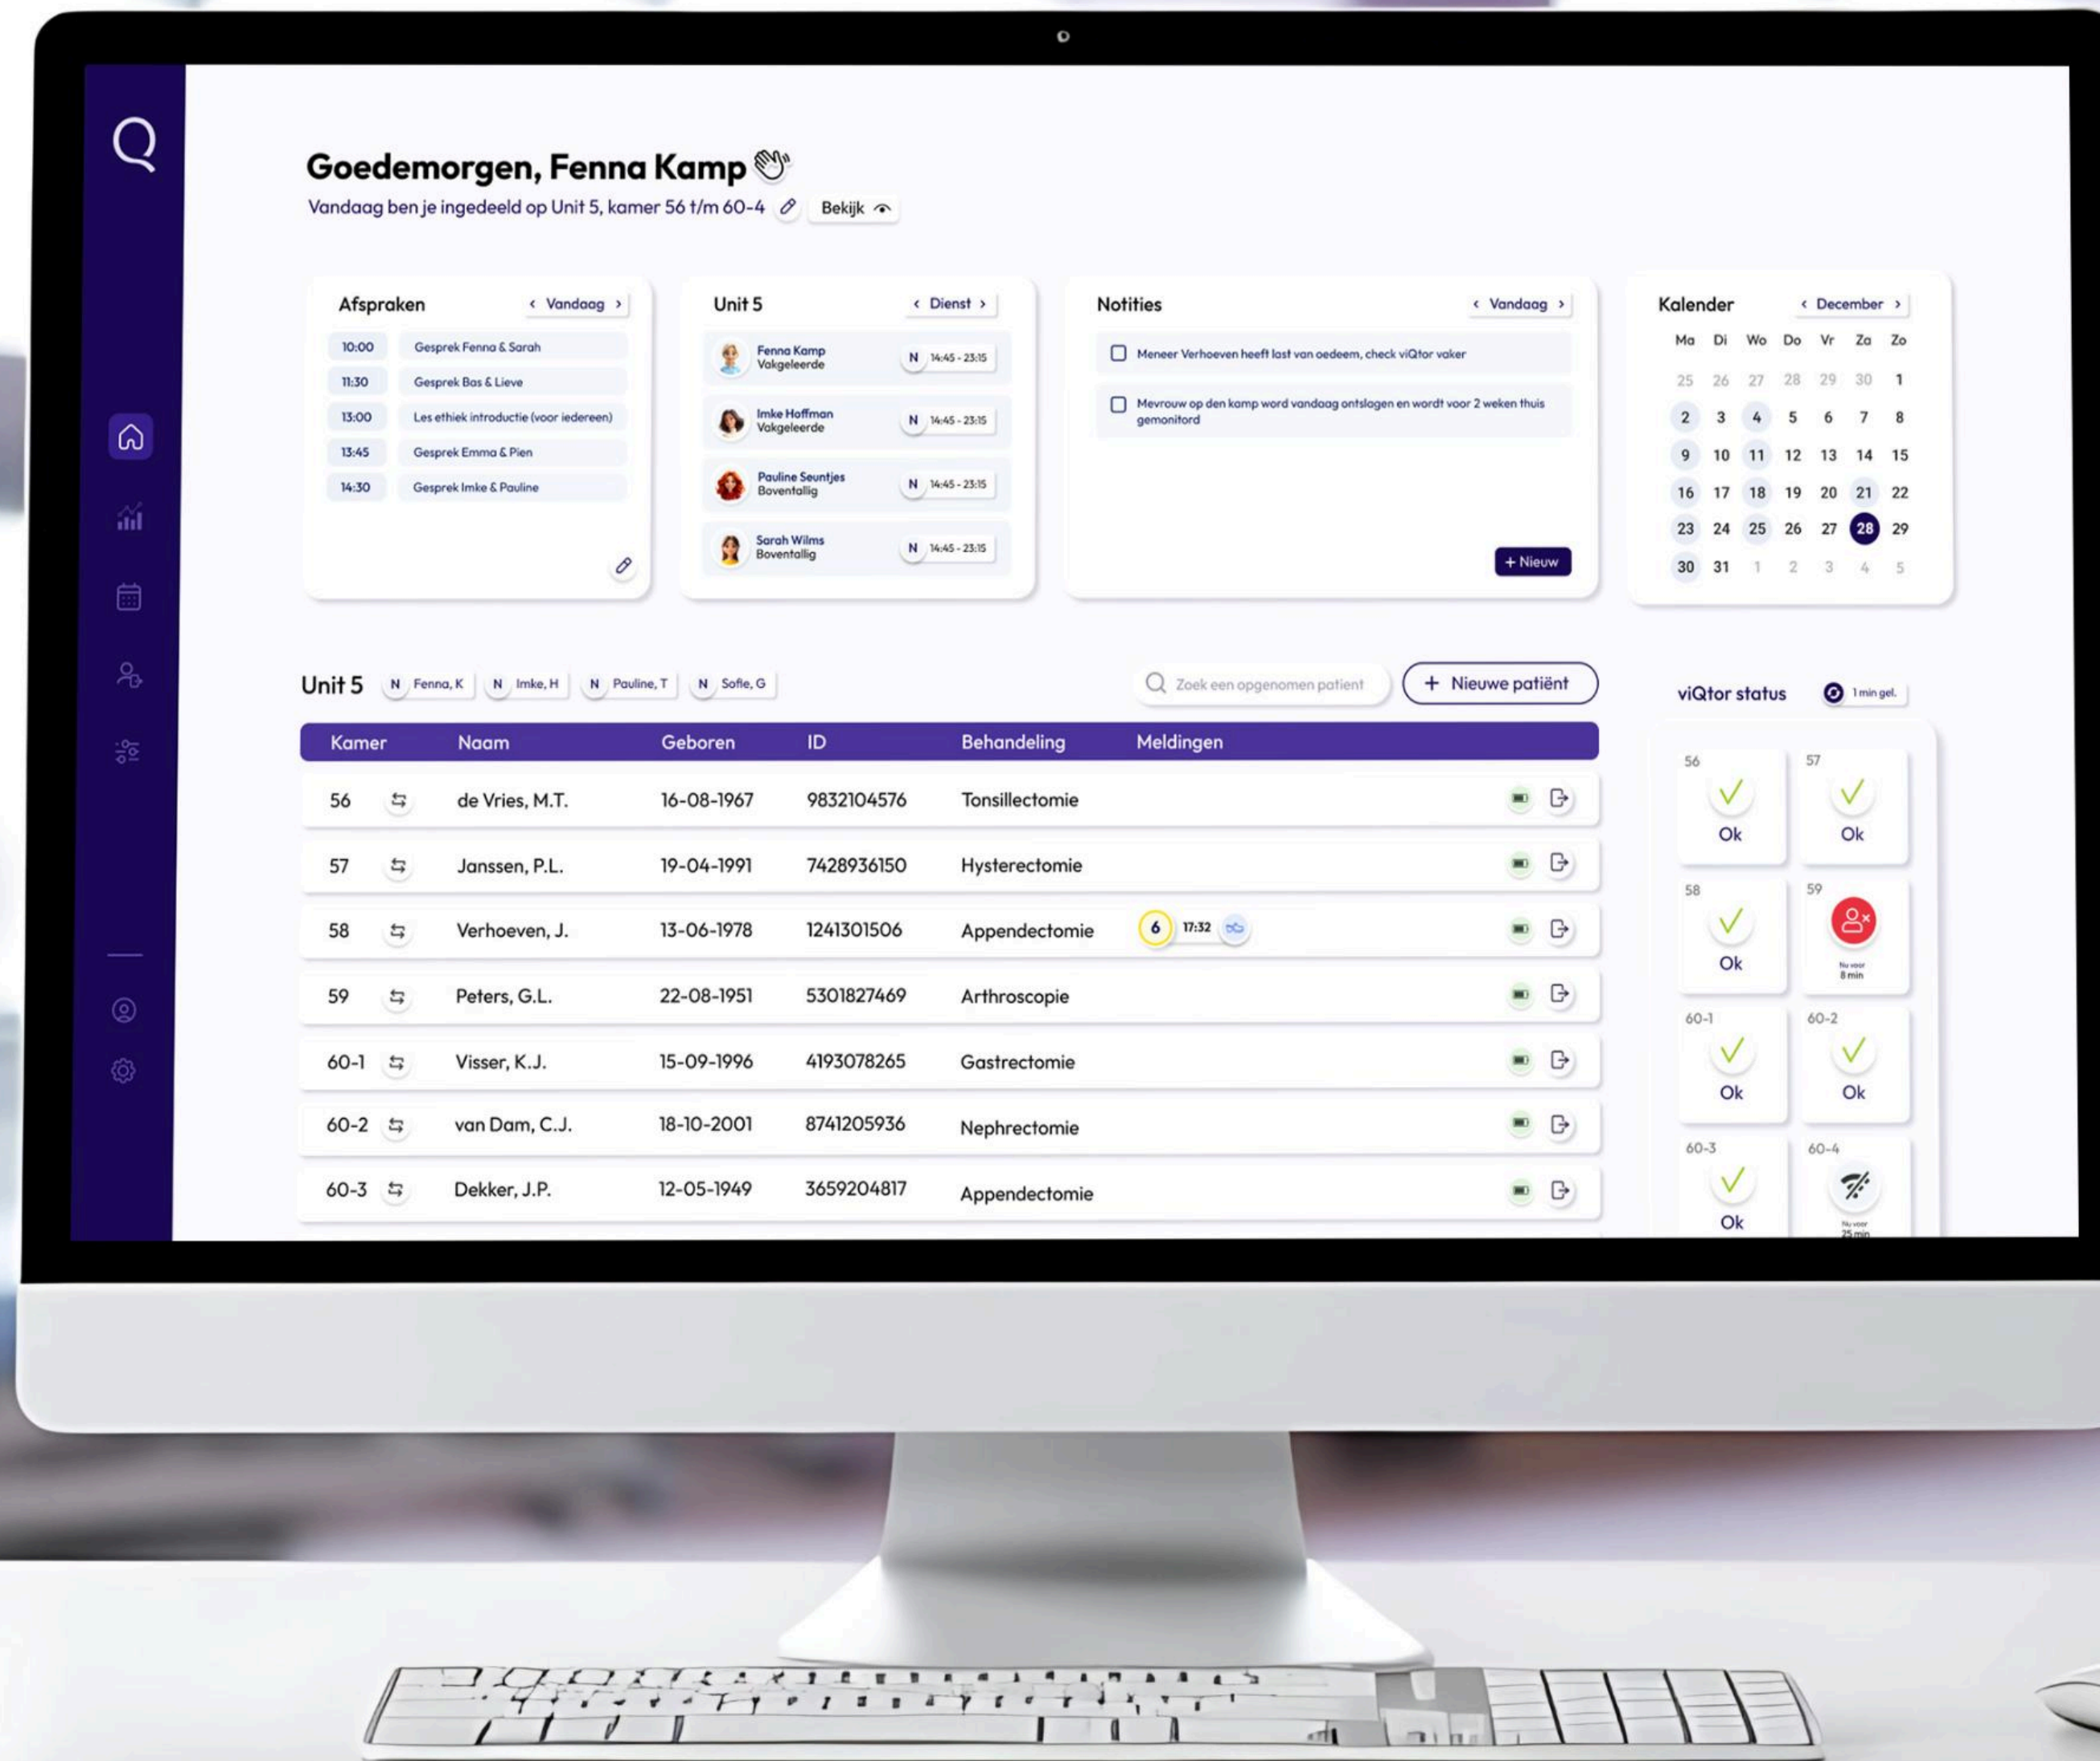 Goedemorgen, Fenna Kamp
Vandaag ben je ingedeeld op Unit 5, kamer 56 t/m 60-4
Bekijk
Afspraken
< Vandaag >
10:00 Gesprek Fenna & Sarah
11:30 Gesprek Bas & Lieve
13:00 Les ethiek introductie (voor iedereen)
13:45 Gesprek Emma & Pien
14:30 Gesprek Imke & Pauline
Unit 5
< Dienst >
Fenna Kamp
Vakgeleerde
N 14:45 - 23:15
Imke Hoffman
Vakgeleerde
N 14:45 - 23:15
Pauline Seuntjes
Boventallig
N 14:45 - 23:15
Sarah Wilms
Boventallig
N 14:45 - 23:15
Notities
< Vandaag >
Meneer Verhoeven heeft last van oedeem, check viQtor vaker
Mevrouw op den kamp word vandaag ontslagen en wordt voor 2 weken thuis
gemonitord
+ Nieuw
Kalender
< December >
Ma Di Wo Do Vr Za Zo
25 26 27 28 29 30 1
2 3 4 5 6 7 8
9 10 11 12 13 14 15
16 17 18 19 20 21 22
23 24 25 26 27 28 29
30 31 1 2 3 4 5
Unit 5 N Fenna, K N Imke, H N Pauline, T N Sofie, G
Zoek een opgenomen patient
+ Nieuwe patiënt
Kamer Naam Geboren ID Behandeling Meldingen
56 de Vries, M.T. 16-08-1967 9832104576 Tonsillectomie
57 Janssen, P.L. 19-04-1991 7428936150 Hysterectomie
58 Verhoeven, J. 13-06-1978 1241301506 Appendectomie 6 17:32
59 Peters, G.L. 22-08-1951 5301827469 Arthroscopie
60-1 Visser, K.J. 15-09-1996 4193078265 Gastrectomie
60-2 van Dam, C.J. 18-10-2001 8741205936 Nephrectomie
60-3 Dekker, J.P. 12-05-1949 3659204817 Appendectomie
viQtor status
1 min gel.
56
Ok
57
Ok
58
Ok
59
Nu voor
8 min
60-1
Ok
60-2
Ok
60-3
Ok
60-4
Nu voor
25 min